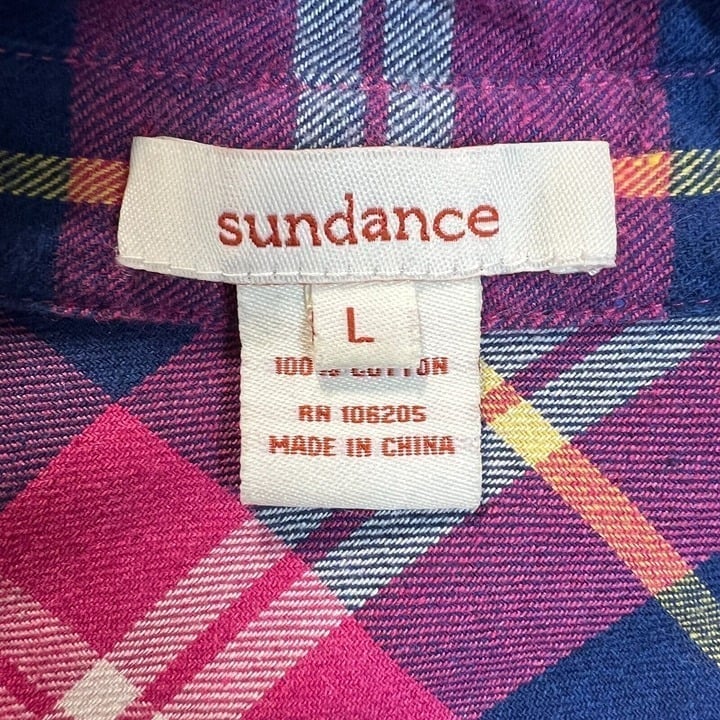 sundance
L
100% COTTON
RN 106205
MADE IN CHINA